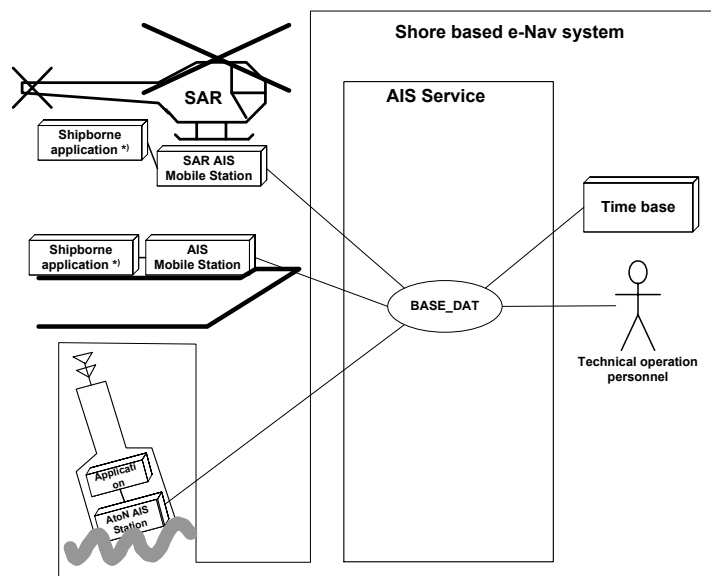 Shore based e-Nav system
AIS Service
SAR
Shipborne
application *)
SAR AIS
Mobile Station
Time base
Shipborne
application *)
AIS
Mobile Station
BASE_DAT
Technical operation
personnel
Applicati
on
AtoN AIS
Station